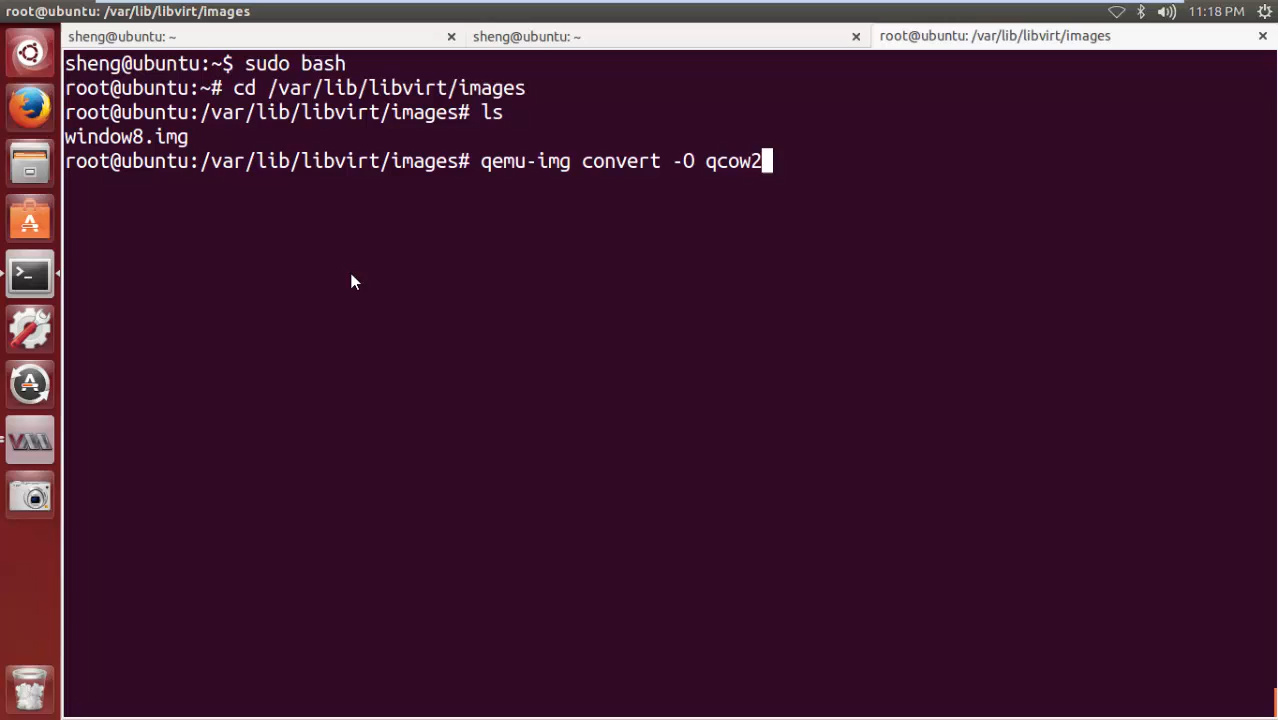 root@ubuntu: /var/lib/libvirt/images
11:18 PM
sheng@ubuntu: ~
sheng@ubuntu: ~
root@ubuntu: /var/lib/libvirt/images
sheng@ubuntu:~$ sudo bash
root@ubuntu:~# cd /var/lib/libvirt/images
root@ubuntu:/var/lib/libvirt/images# ls
window8.img
root@ubuntu:/var/lib/libvirt/images# qemu-img convert -O qcow2